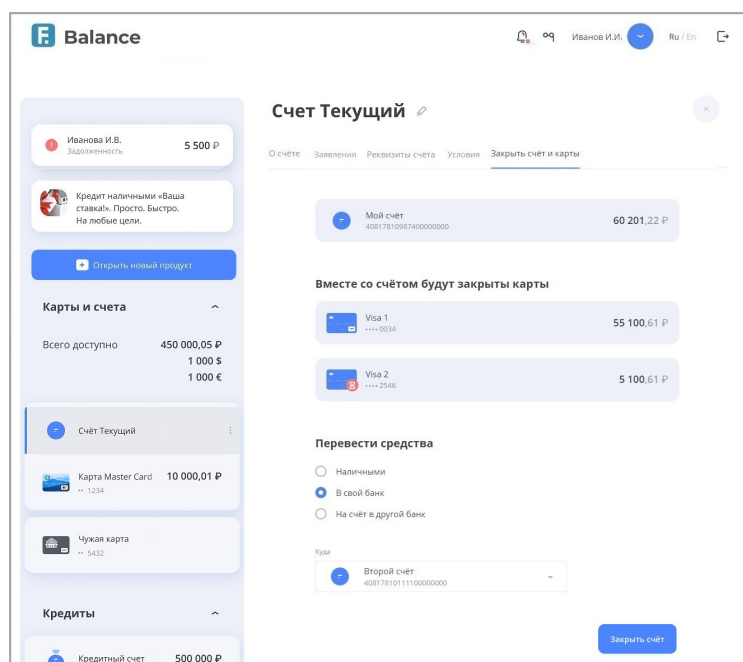 F. Balance
Иванов И.И.
Ru / En
Иванова И.В.
Задолженность
5 500 ₽
Кредит наличными «Ваша
ставка!». Просто. Быстро.
На любые цели.
Открыть новый продукт
Карты и счета
Всего доступно
450 000,05 ₽
1 000 $
1 000 €
Счёт Текущий
Карта Master Card
10 000,01 ₽
•• 1234
Чужая карта
•• 5432
Кредиты
Кредитный счет
500 000 ₽
Счет Текущий
О счёте Заявления Реквизиты счёта Условия Закрыть счёт и карты
Мой счёт
40817810987400000000
60 201,22 ₽
Вместе со счётом будут закрыты карты
Visa 1
•••• 0034
55 100,61 ₽
Visa 2
•••• 2546
5 100,61 ₽
Перевести средства
Наличными
В свой банк
На счёт в другой банк
Куда
Второй счёт
40817810111100000000
Закрыть счёт